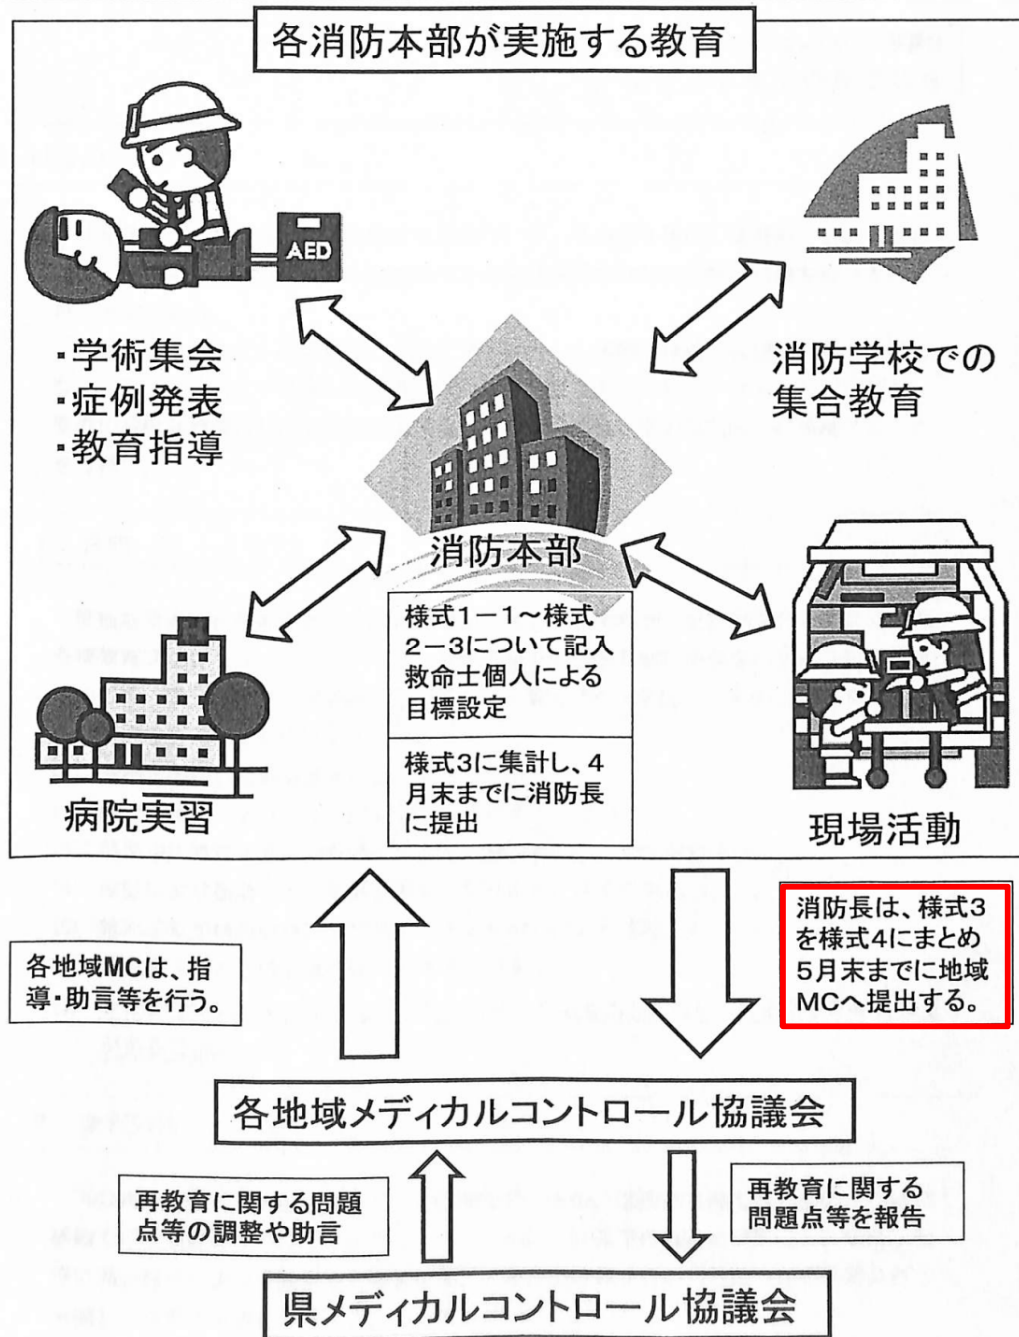 各消防本部が実施する教育
AED
・学術集会
・症例発表
・教育指導
消防学校での
集合教育
消防本部
様式1－1～様式
2－3について記入
救命士個人による
目標設定
様式3に集計し、4
月末までに消防長
に提出
病院実習
現場活動
各地域MCは、指
導・助言等を行う。
消防長は、様式3
を様式4にまとめ
5月末までに地域
MCへ提出する。
各地域メディカルコントロール協議会
再教育に関する問題
点等の調整や助言
再教育に関する
問題点等を報告
県メディカルコントロール協議会